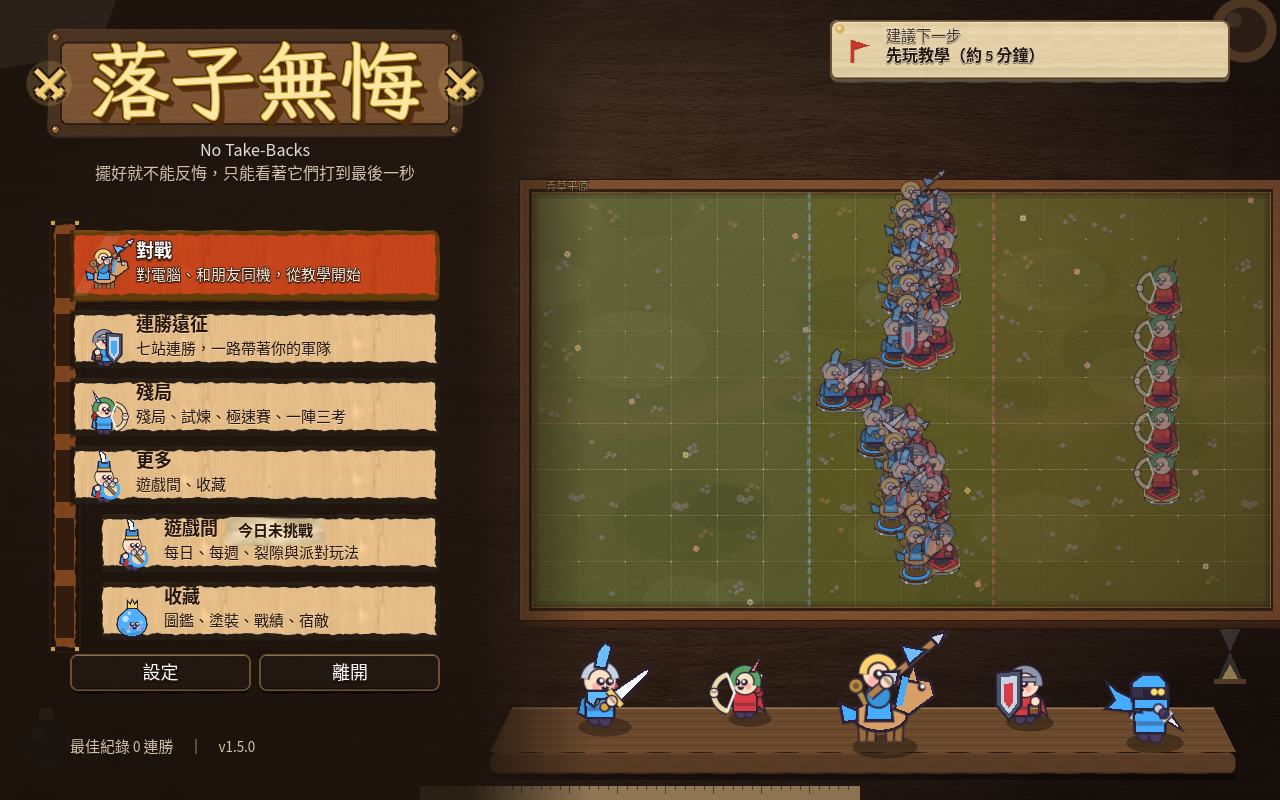 落子無悔
No Take-Backs
擺好就不能反悔，只能看著它們打到最後一秒
建議下一步
先玩教學（約 5 分鐘）
青草平原
對戰
對電腦、和朋友同機，從教學開始
連勝遠征
七站連勝，一路帶著你的軍隊
殘局
殘局、試煉、極速賽、一陣三考
更多
遊戲間、收藏
遊戲間 今日未挑戰
每日、每週、裂隙與派對玩法
收藏
圖鑑、塗裝、戰績、宿敵
設定 離開
最佳紀錄 0 連勝 ｜ v1.5.0